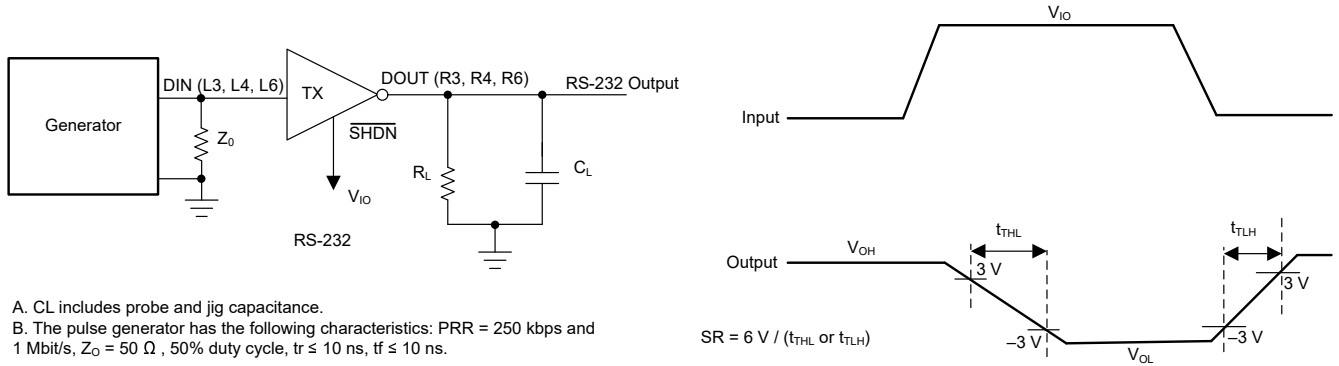 Generator
DIN (L3, L4, L6)
Z0
TX
SHDN
VIO
DOUT (R3, R4, R6)
RS-232 Output
RL
CL
RS-232
A. CL includes probe and jig capacitance.
B. The pulse generator has the following characteristics: PRR = 250 kbps and
1 Mbit/s, ZO = 50 Ω , 50% duty cycle, tr ≤ 10 ns, tf ≤ 10 ns.
VIO
Input
Output
VOH
tTHL
tTLH
3 V
3 V
–3 V
–3 V
VOL
SR = 6 V / (tTHL or tTLH)